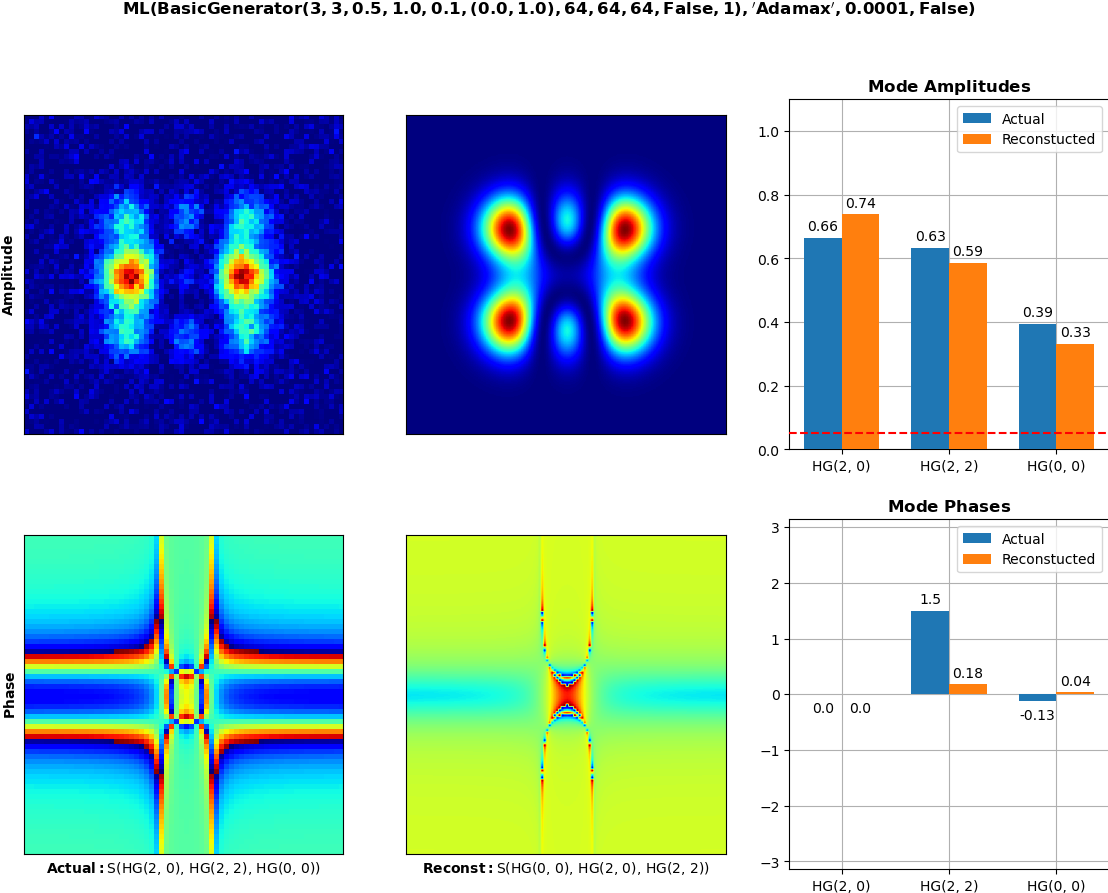 ML(BasicGenerator(3, 3, 0.5, 1.0, 0.1, (0.0, 1.0), 64, 64, 64, False, 1), 'Adamax', 0.0001, False)
Amplitude
Mode Amplitudes
Actual
Reconstucted
1.0
0.8
0.6
0.4
0.2
0.0
0.66
0.74
0.63
0.59
0.39
0.33
HG(2, 0)
HG(2, 2)
HG(0, 0)
Phase
Actual: S(HG(2, 0), HG(2, 2), HG(0, 0))
Reconst: S(HG(0, 0), HG(2, 0), HG(2, 2))
Mode Phases
Actual
Reconstucted
3
2
1
0
−1
−2
−3
0.0
0.0
1.5
0.18
-0.13
0.04
HG(2, 0)
HG(2, 2)
HG(0, 0)